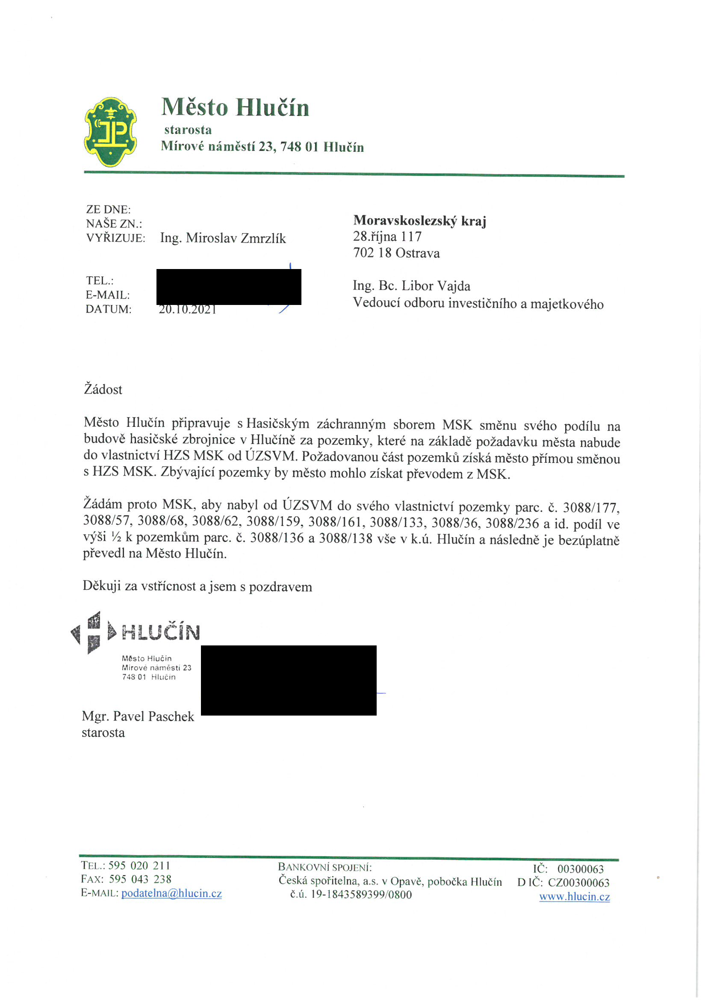 Město Hlučín
starosta
Mírové náměstí 23, 748 01 Hlučín
ZE DNE:
NAŠE ZN.:
VYŘIZUJE: Ing. Miroslav Zmrzlík
TEL.:
E-MAIL:
DATUM: 20.10.2021
Moravskoslezský kraj
28.října 117
702 18 Ostrava
Ing. Bc. Libor Vajda
Vedoucí odboru investičního a majetkového
Žádost
Město Hlučín připravuje s Hasičským záchranným sborem MSK směnu svého podílu na
budově hasičské zbrojnice v Hlučíně za pozemky, které na základě požadavku města nabude
do vlastnictví HZS MSK od ÚZSVM. Požadovanou část pozemků získá město přímou směnou
s HZS MSK. Zbývající pozemky by město mohlo získat převodem z MSK.
Žádám proto MSK, aby nabyl od ÚZSVM do svého vlastnictví pozemky parc. č. 3088/177,
3088/57, 3088/68, 3088/62, 3088/159, 3088/161, 3088/133, 3088/36, 3088/236 a id. podíl ve
výši ½ k pozemkům parc. č. 3088/136 a 3088/138 vše v k.ú. Hlučín a následně je bezúplatně
převedl na Město Hlučín.
Děkuji za vstřícnost a jsem s pozdravem
HLUČÍN
Město Hlučín
Mírové náměstí 23
748 01 Hlučín
Mgr. Pavel Paschek
starosta
TEL.: 595 020 211
FAX: 595 043 238
E-MAIL: podatelna@hlucin.cz
BANKOVNÍ SPOJENÍ:
Česká spořitelna, a.s. v Opavě, pobočka Hlučín
č.ú. 19-1843589399/0800
IČ: 00300063
D IČ: CZ00300063
www.hlucin.cz